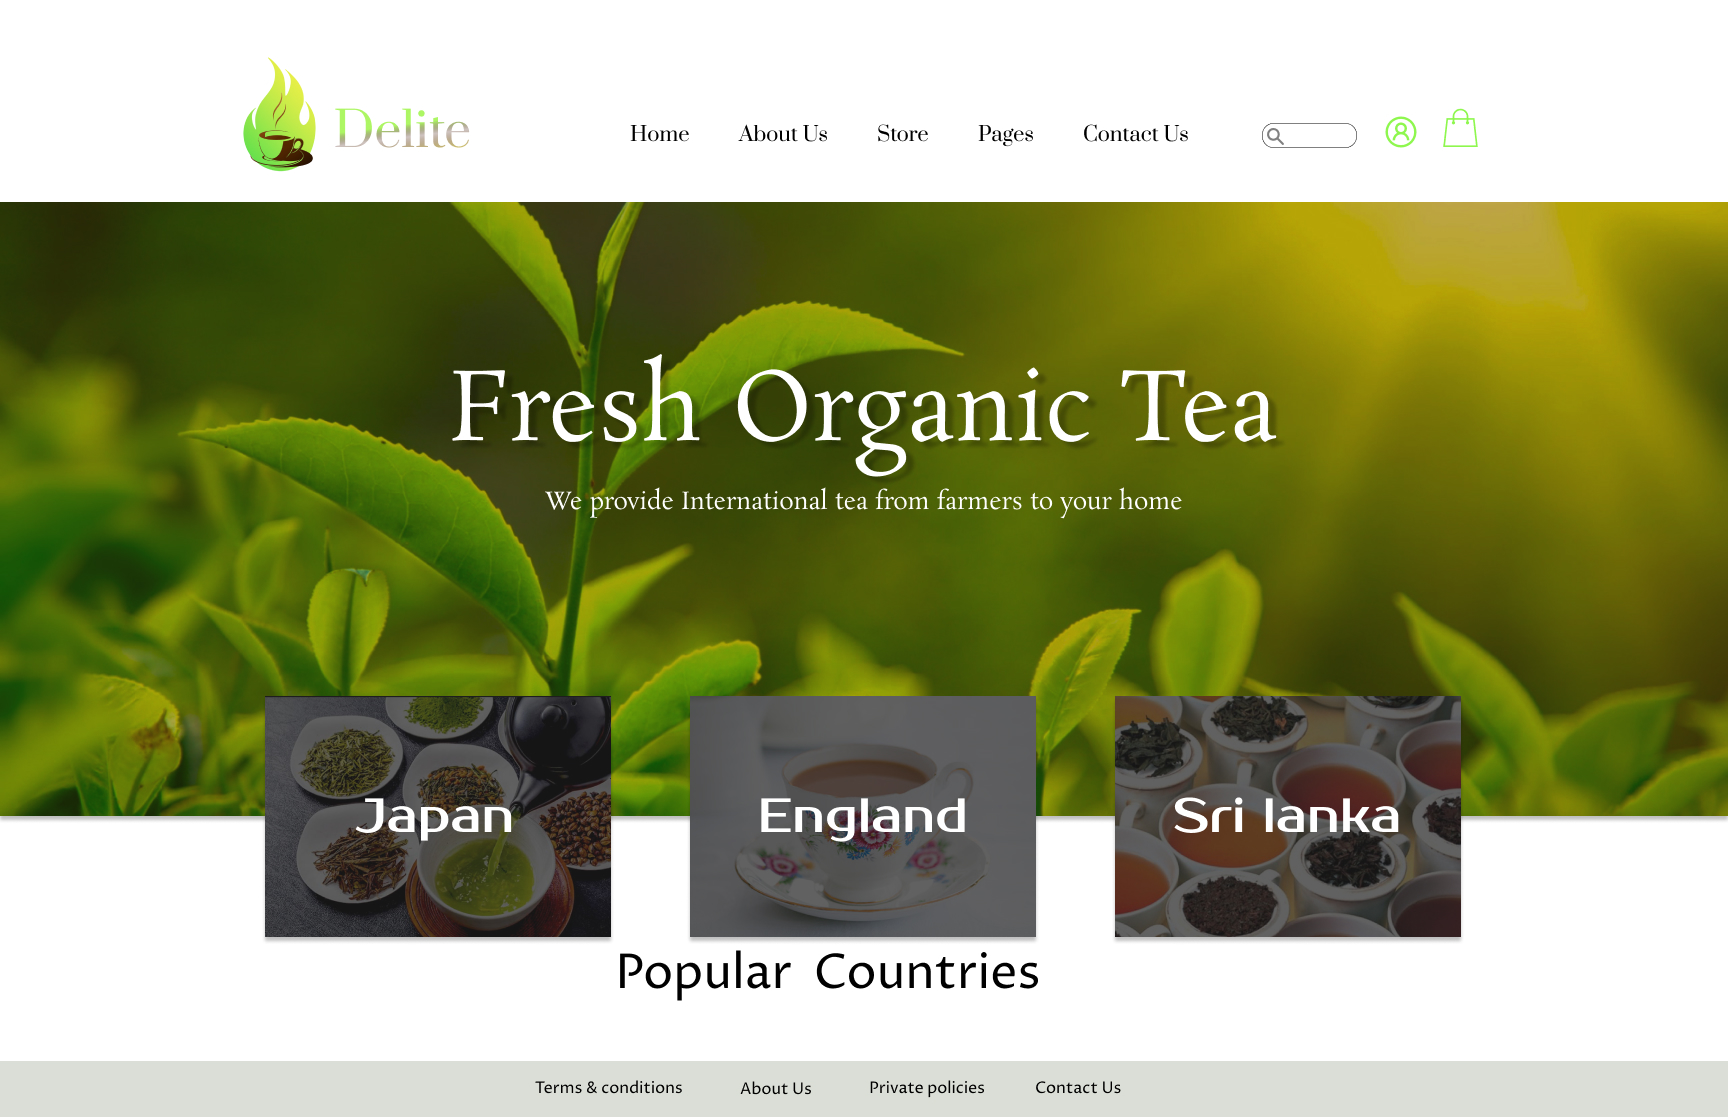 Delite
Home About Us Store Pages Contact Us
Fresh Organic Tea
We provide International tea from farmers to your home
Japan England Sri lanka
Popular Countries
Terms & conditions About Us Private policies Contact Us